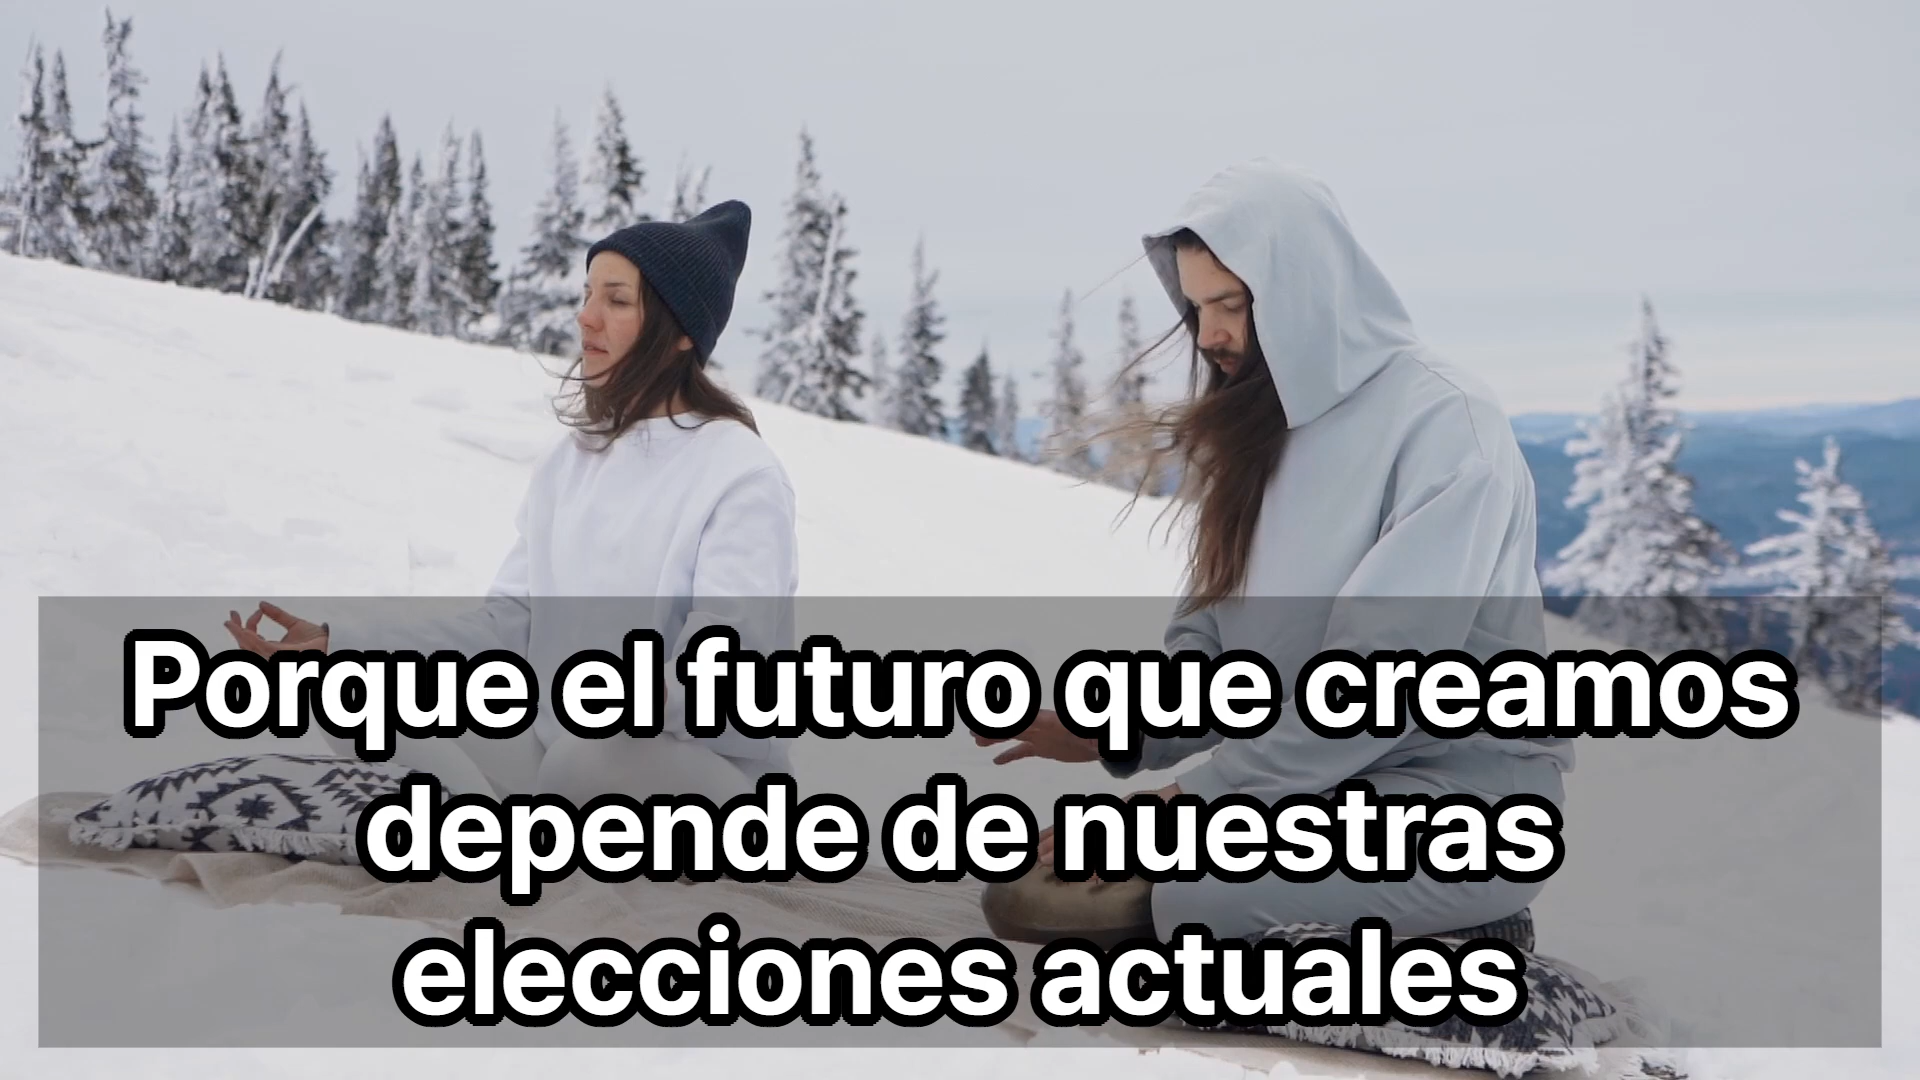 Porque el futuro que creamos
depende de nuestras
elecciones actuales